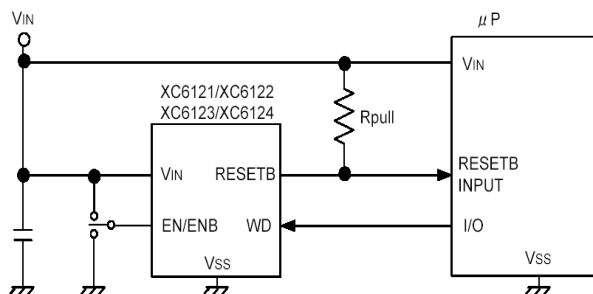 VIN
μP
XC6121/XC6122
XC6123/XC6124
Rpull
VIN
VIN
RESETB
RESETB
INPUT
EN/ENB
WD
I/O
VSS
VSS